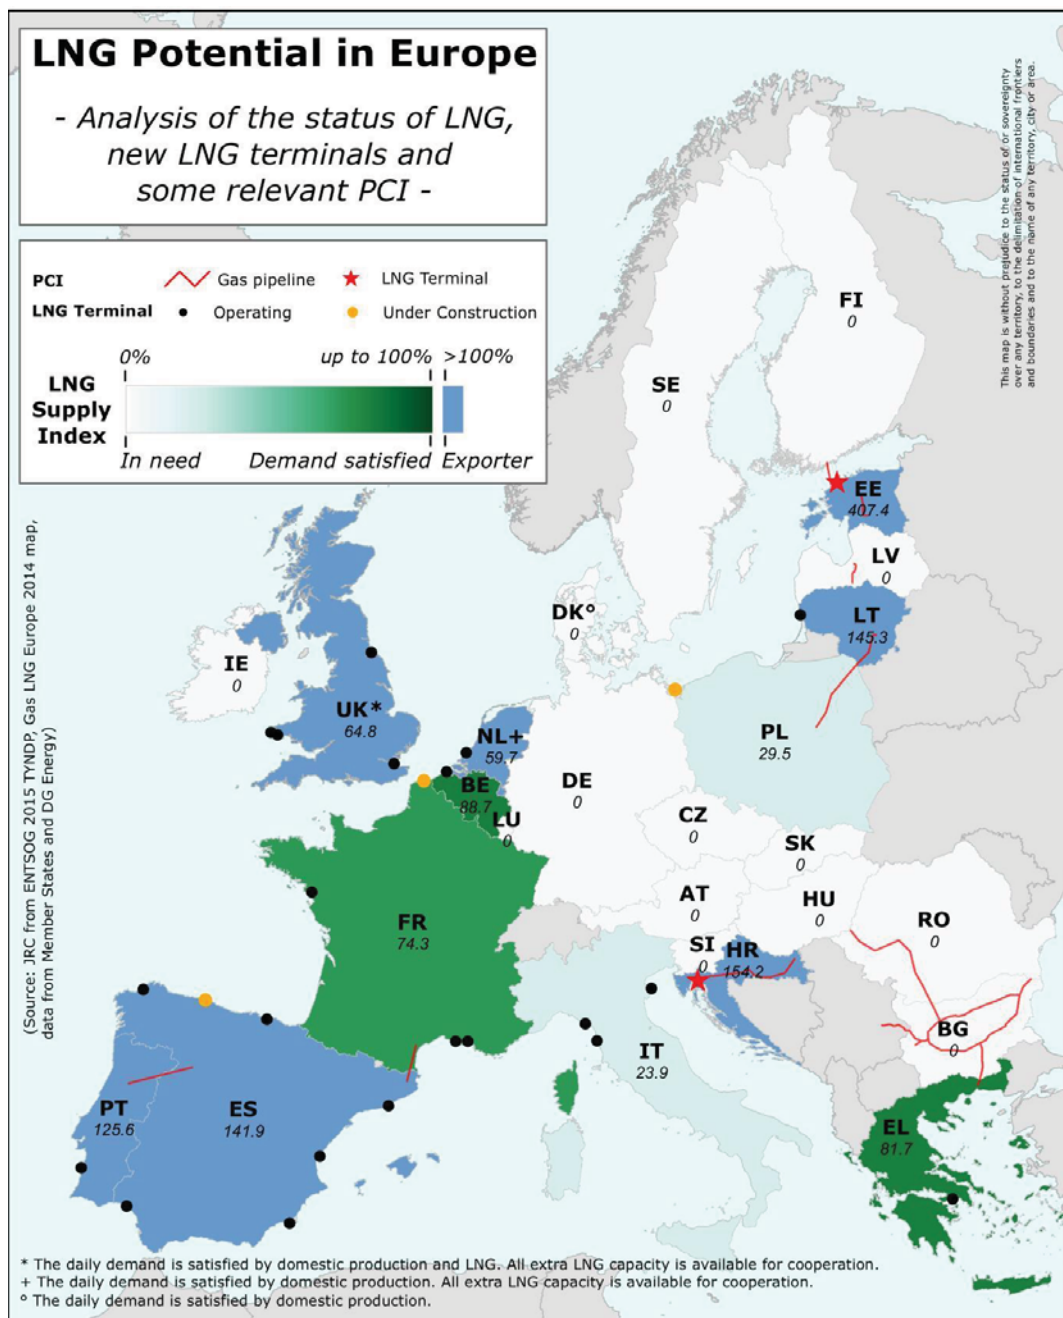 LNG Potential in Europe
- Analysis of the status of LNG,
new LNG terminals and
some relevant PCI -
PCI
Gas pipeline
LNG Terminal
LNG Terminal
Operating
Under Construction
0%
up to 100%
>100%
LNG
Supply
Index
In need
Demand satisfied
Exporter
This map is without prejudice to the status of or sovereignty
over any territory, to the delimitation of international frontiers
and boundaries and to the name of any territory, city or area.
FI
0
SE
0
EE
407.4
LV
0
LT
145.3
DK°
0
IE
0
UK*
64.8
NL+
59.7
BE
88.7
LU
0
DE
0
PL
29.5
CZ
0
SK
0
AT
0
HU
0
RO
0
SI
0
HR
154.2
FR
74.3
BG
0
IT
23.9
PT
125.6
ES
141.9
EL
81.7
(Source: JRC from ENTSOG 2015 TYNDP, Gas LNG Europe 2014 map,
data from Member States and DG Energy)
* The daily demand is satisfied by domestic production and LNG. All extra LNG capacity is available for cooperation.
+ The daily demand is satisfied by domestic production. All extra LNG capacity is available for cooperation.
° The daily demand is satisfied by domestic production.